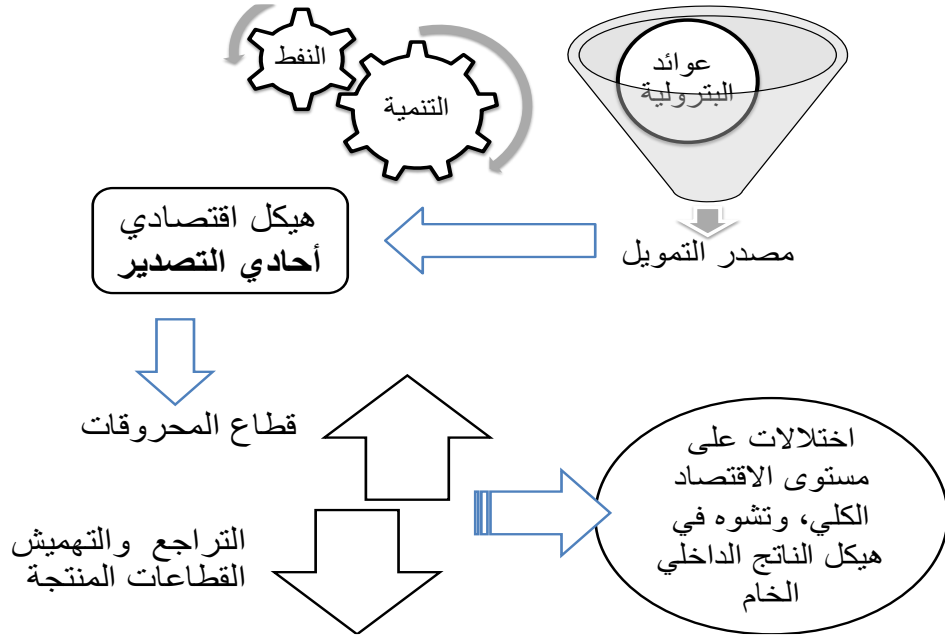 عوائد
البترولية
النفط
التنمية
مصدر التمويل
هيكل اقتصادي
أحادي التصدير
قطاع المحروقات
التراجع والتهميش
القطاعات المنتجة
اختلالات على
مستوى الاقتصاد
الكلي، وتشوه في
هيكل الناتج الداخلي
الخام